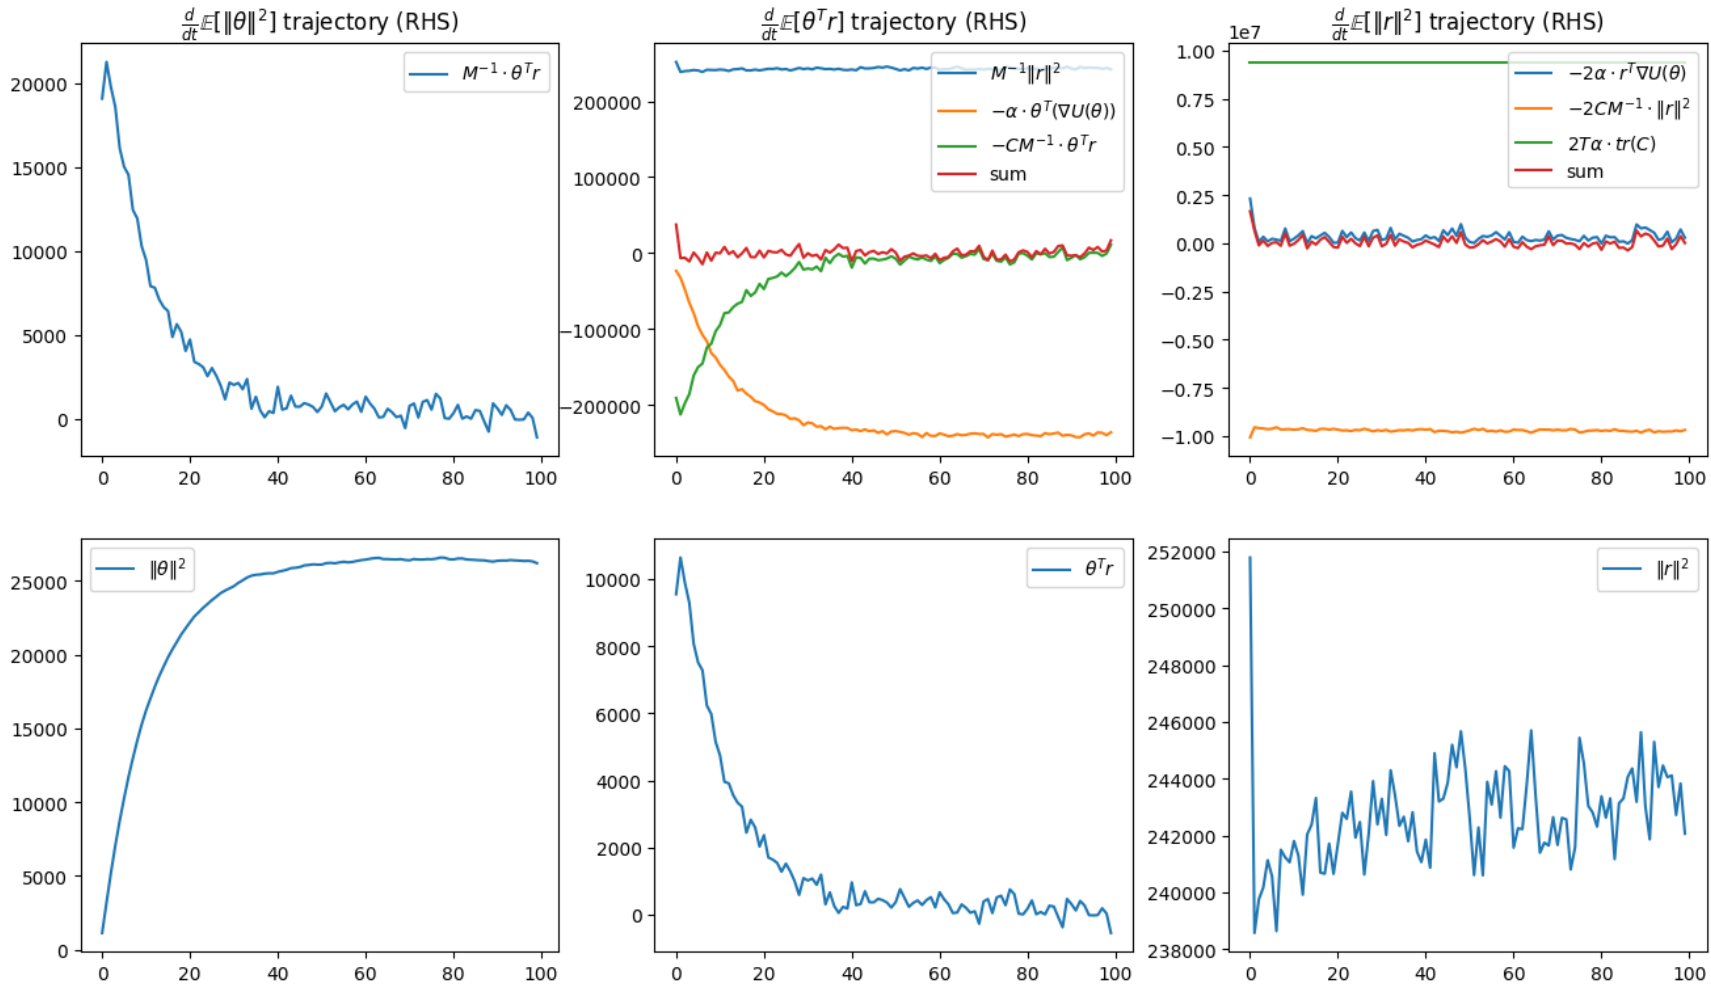 d/dt 𝔼[‖θ‖²] trajectory (RHS)
20000
15000
10000
5000
0
0 20 40 60 80 100
M⁻¹ · θᵀr
d/dt 𝔼[θᵀr] trajectory (RHS)
200000
100000
0
−100000
−200000
0 20 40 60 80 100
M⁻¹‖r‖²
−α · θᵀ(∇U(θ))
−CM⁻¹ · θᵀr
sum
d/dt 𝔼[‖r‖²] trajectory (RHS)
1e7
1.00
0.75
0.50
0.25
0.00
−0.25
−0.50
−0.75
−1.00
0 20 40 60 80 100
−2α · rᵀ∇U(θ)
−2CM⁻¹ · ‖r‖²
2Tα · tr(C)
sum
25000
20000
15000
10000
5000
0
0 20 40 60 80 100
‖θ‖²
10000
8000
6000
4000
2000
0
0 20 40 60 80 100
θᵀr
252000
250000
248000
246000
244000
242000
240000
238000
0 20 40 60 80 100
‖r‖²